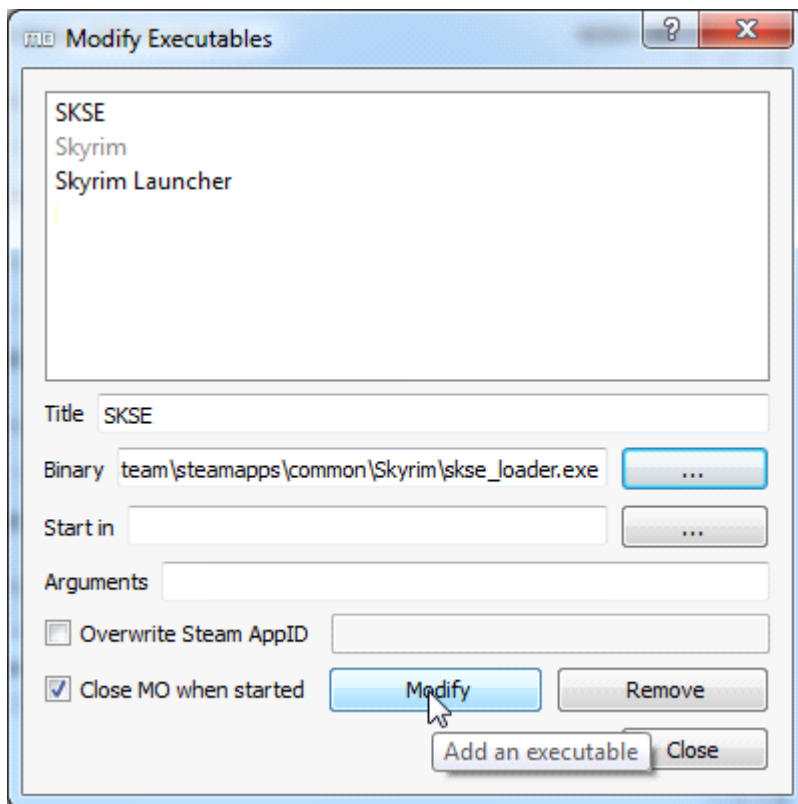 Modify Executables
SKSE
Skyrim
Skyrim Launcher
Title SKSE
Binary team\steamapps\common\Skyrim\skse_loader.exe ...
Start in ...
Arguments
Overwrite Steam AppID
Close MO when started Modify Remove
Add an executable Close